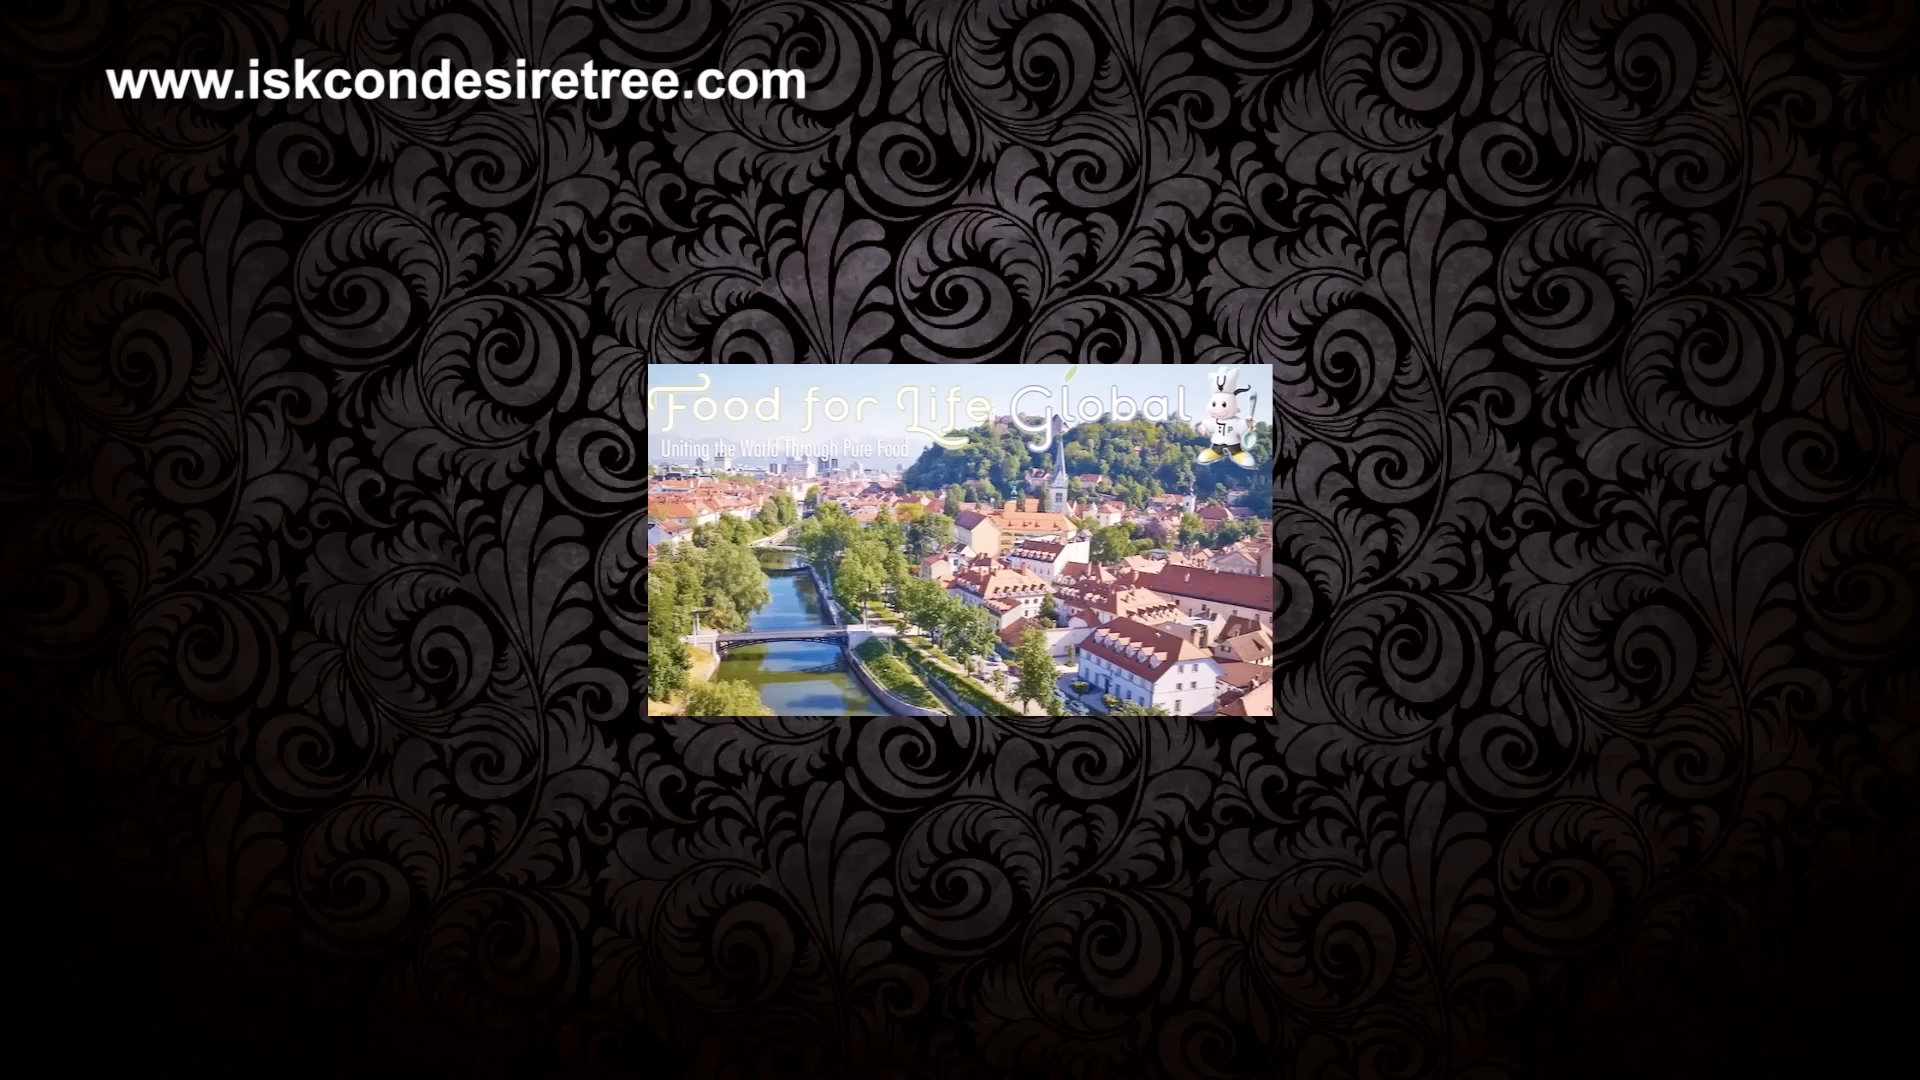 www.iskcondesiretree.com
Food for Life Global
Uniting the World Through Pure Food